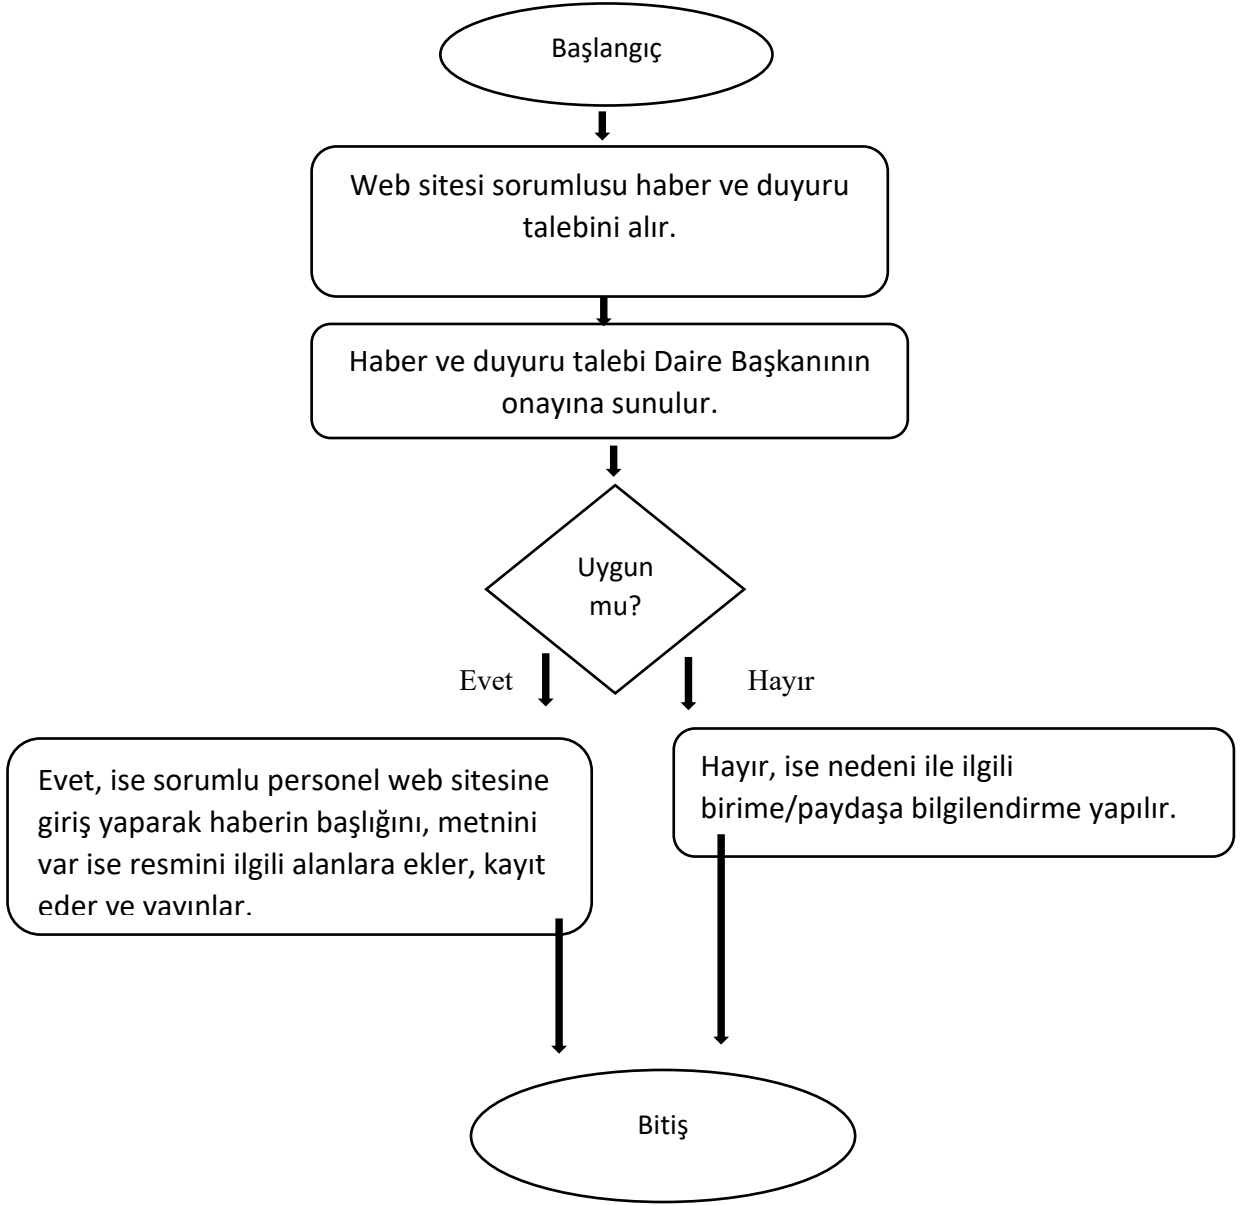 Başlangıç
Web sitesi sorumlusu haber ve duyuru
talebini alır.
Haber ve duyuru talebi Daire Başkanının
onayına sunulur.
Uygun
mu?
Evet
Hayır
Evet, ise sorumlu personel web sitesine
giriş yaparak haberin başlığını, metnini
var ise resmini ilgili alanlara ekler, kayıt
eder ve yayınlar.
Hayır, ise nedeni ile ilgili
birime/paydaşa bilgilendirme yapılır.
Bitiş